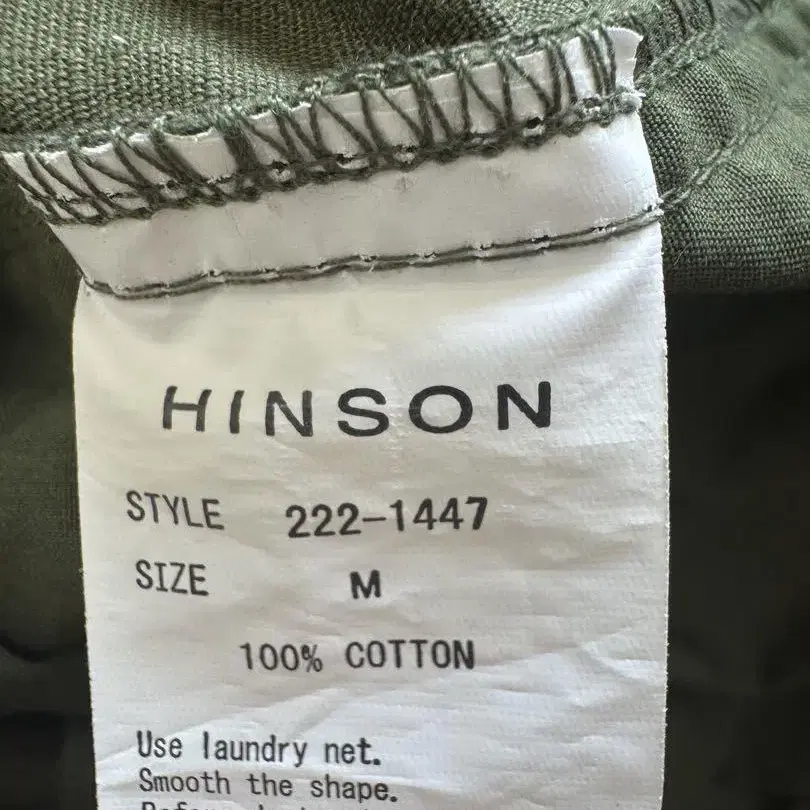 HINSON
STYLE 222-1447
SIZE M
100% COTTON
Use laundry net.
Smooth the shape.